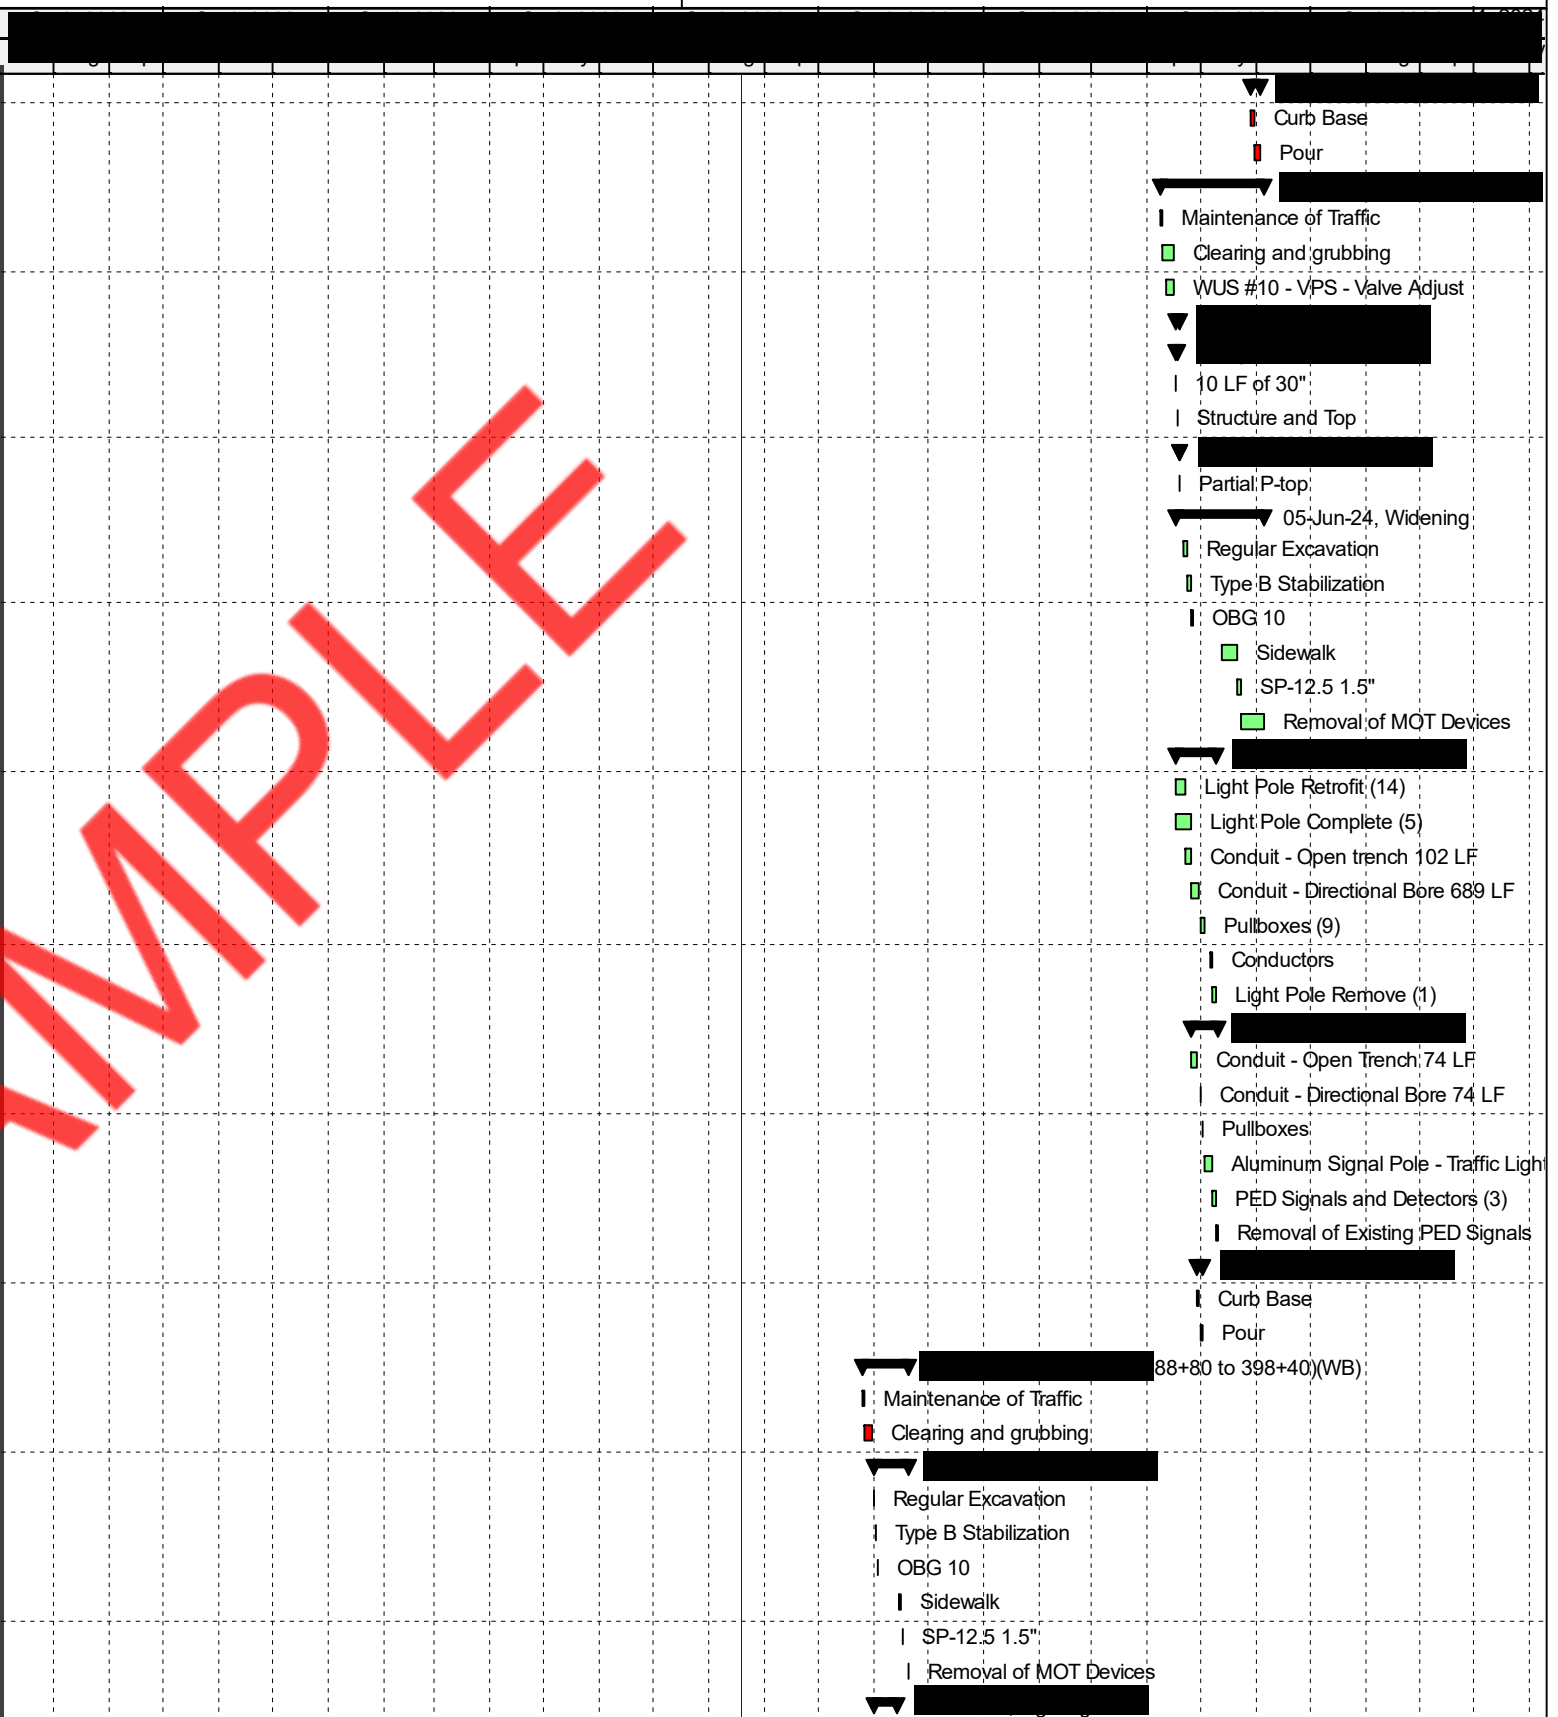 Curb Base
Pour
Maintenance of Traffic
Clearing and grubbing
WUS #10 - VPS - Valve Adjust
10 LF of 30"
Structure and Top
Partial P-top
05-Jun-24, Widening
Regular Excavation
Type B Stabilization
OBG 10
Sidewalk
SP-12.5 1.5"
Removal of MOT Devices
Light Pole Retrofit (14)
Light Pole Complete (5)
Conduit - Open trench 102 LF
Conduit - Directional Bore 689 LF
Pullboxes (9)
Conductors
Light Pole Remove (1)
Conduit - Open Trench 74 LF
Conduit - Directional Bore 74 LF
Pullboxes
Aluminum Signal Pole - Traffic Light
PED Signals and Detectors (3)
Removal of Existing PED Signals
Curb Base
Pour
88+80 to 398+40)(WB)
Maintenance of Traffic
Clearing and grubbing
Regular Excavation
Type B Stabilization
OBG 10
Sidewalk
SP-12.5 1.5"
Removal of MOT Devices
AMPLE